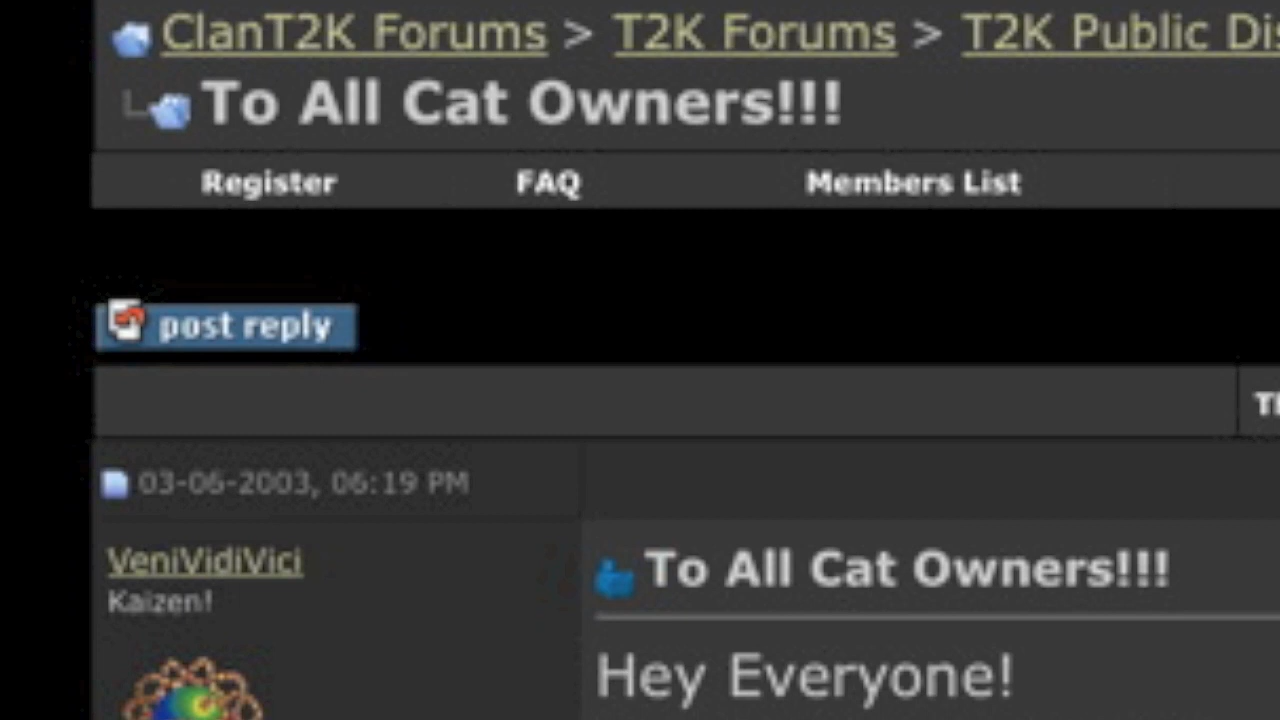 ClanT2K Forums > T2K Forums > T2K Public
To All Cat Owners!!!
Register FAQ Members List
post reply
03-06-2003, 06:19 PM
VeniVidiVici
To All Cat Owners!!!
Kaizen!
Hey Everyone!